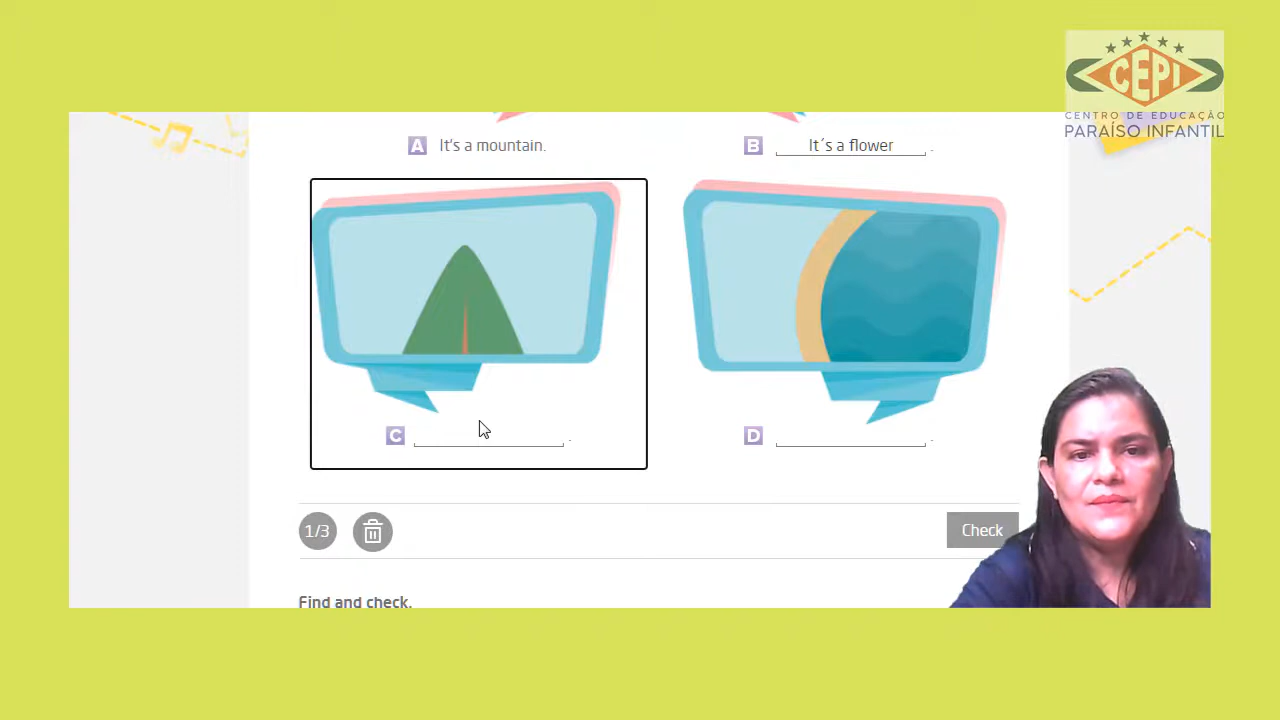 CEPI
CENTRO DE EDUCAÇÃO
PARAÍSO INFANTIL
A It's a mountain.
B It´s a flower .
C .
D .
1/3
Check
Find and check.